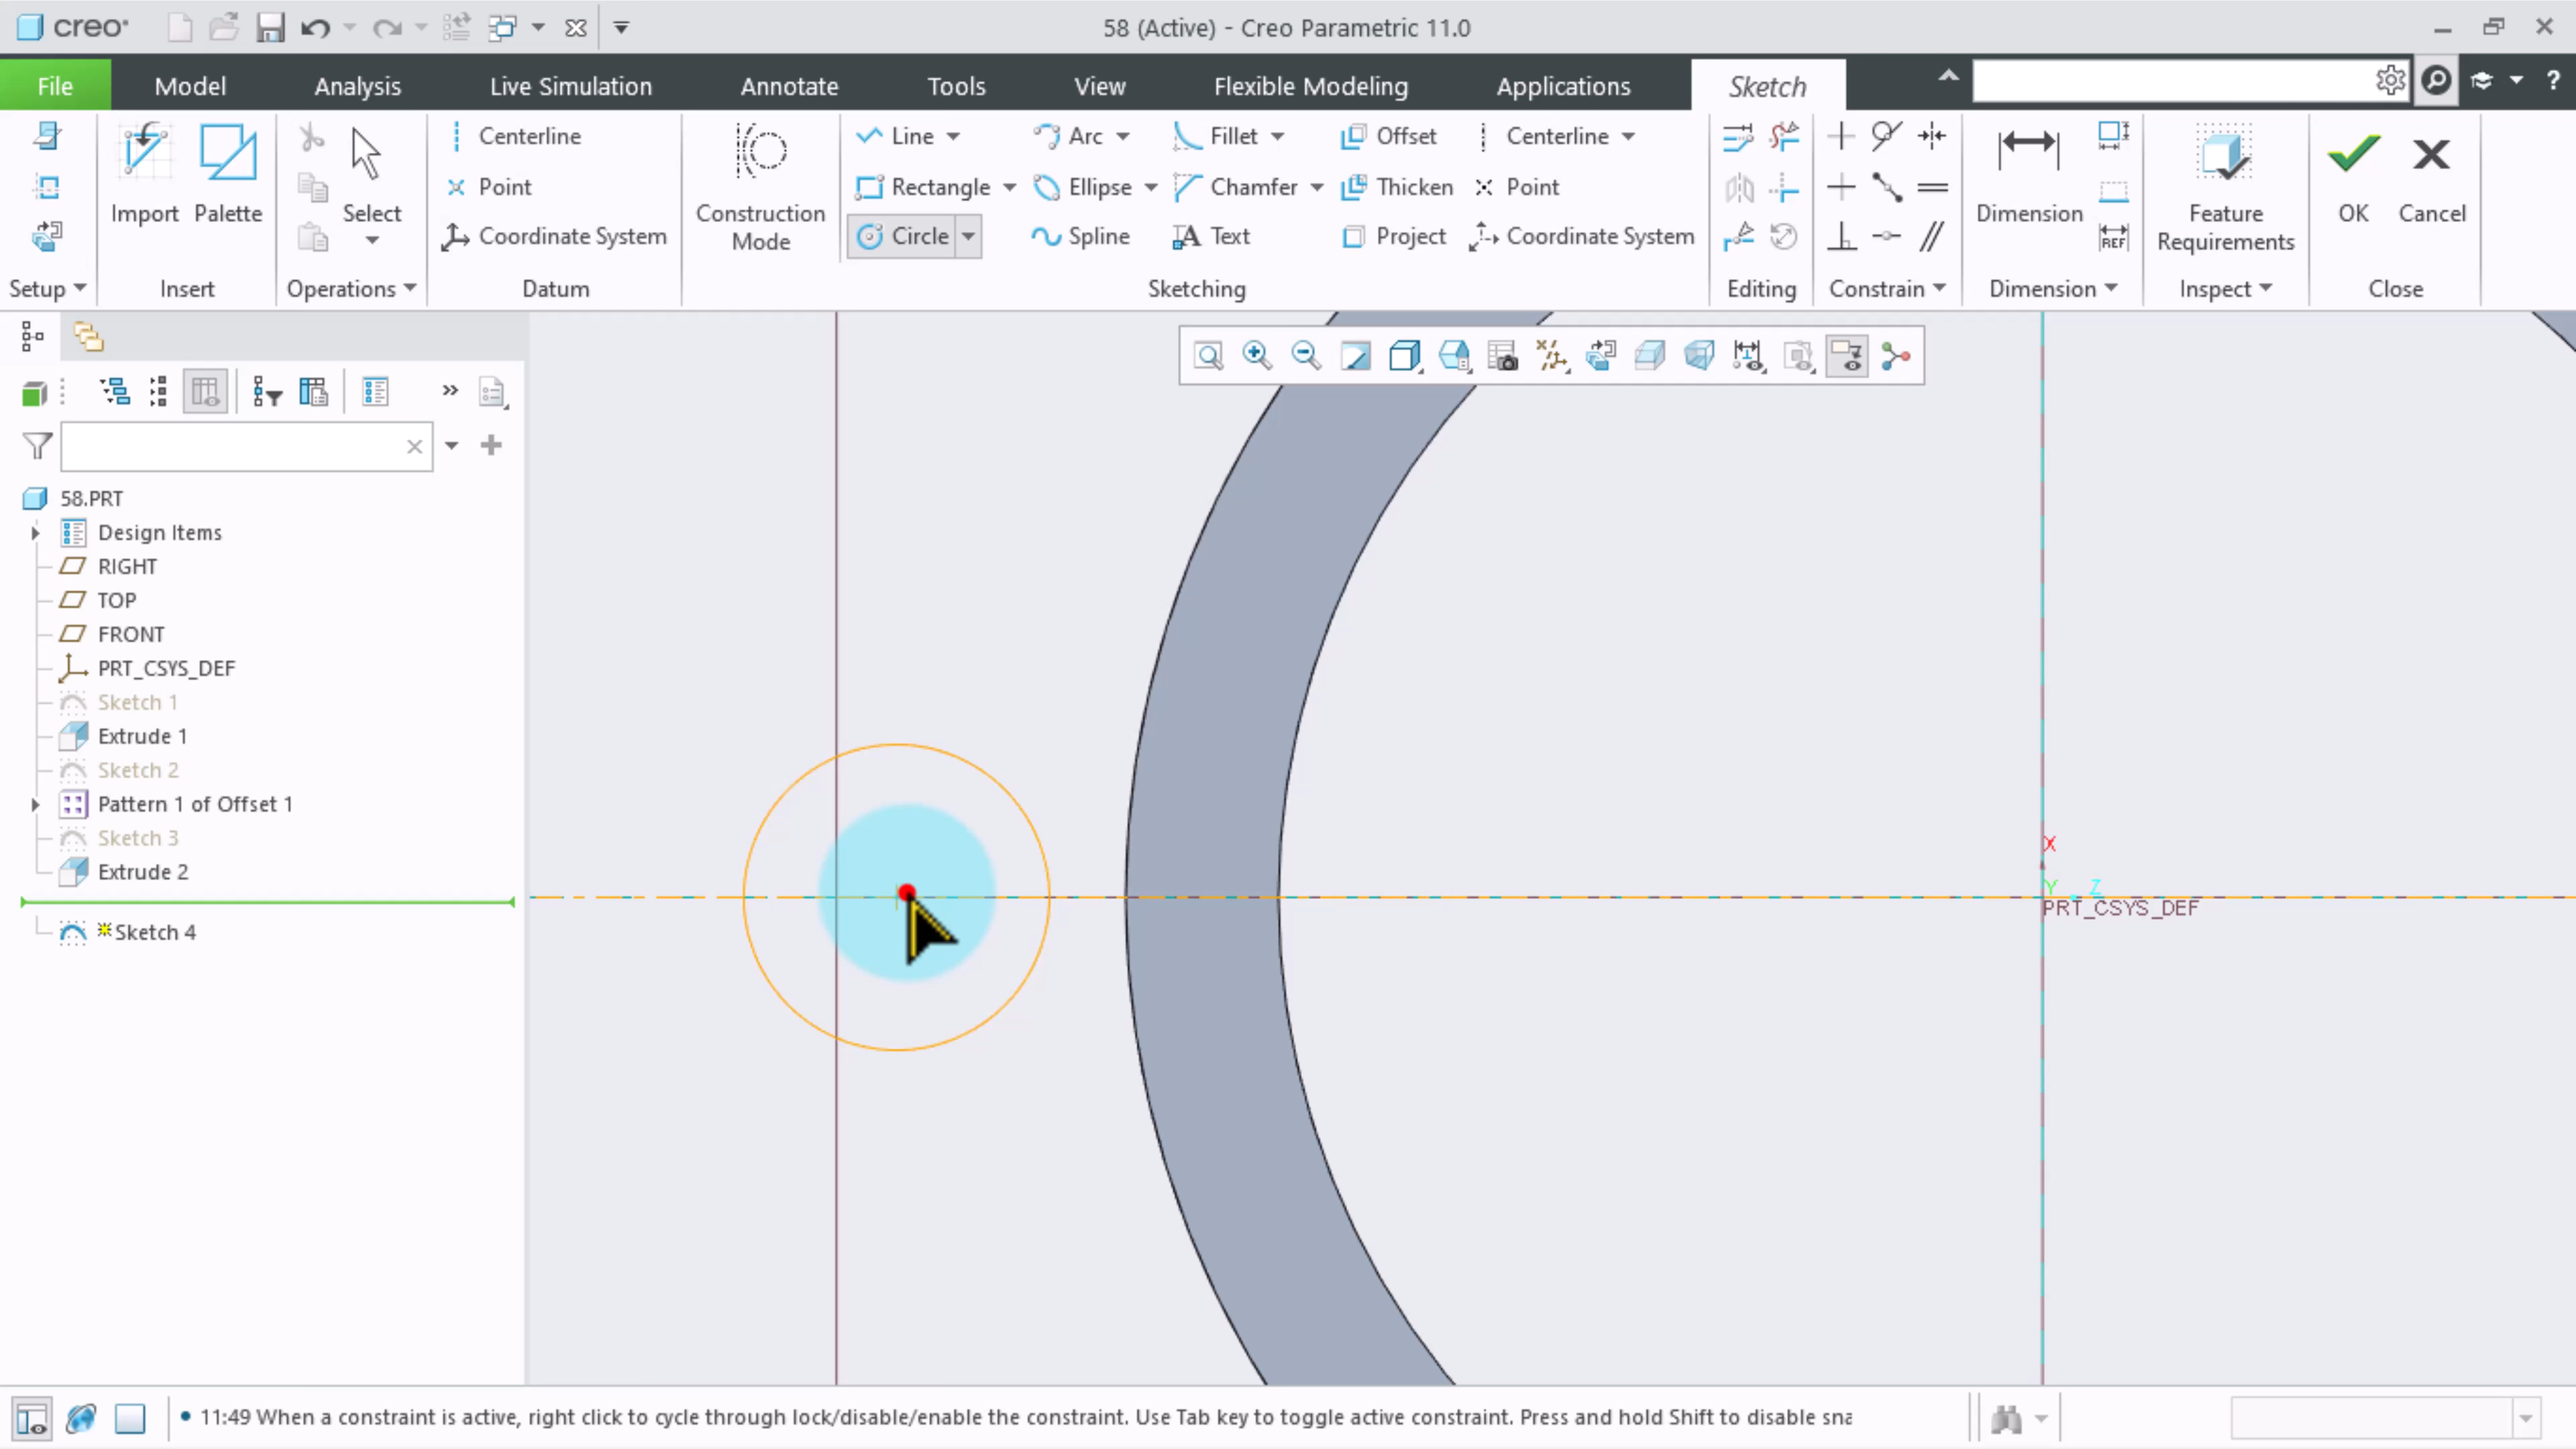 creo
58 (Active) - Creo Parametric 11.0
File Model Analysis Live Simulation Annotate Tools View Flexible Modeling Applications Sketch
Import Palette Select
Centerline
Point
Coordinate System
Construction Mode
Line Arc Fillet Offset Centerline
Rectangle Ellipse Chamfer Thicken Point
Circle Spline Text Project Coordinate System
Dimension
REF
Feature Requirements
OK Cancel
Setup Insert Operations Datum Sketching Editing Constrain Dimension Inspect Close
58.PRT
Design Items
RIGHT
TOP
FRONT
PRT_CSYS_DEF
Sketch 1
Extrude 1
Sketch 2
Pattern 1 of Offset 1
Sketch 3
Extrude 2
Sketch 4
X
Y Z
PRT_CSYS_DEF
11:49 When a constraint is active, right click to cycle through lock/disable/enable the constraint. Use Tab key to toggle active constraint. Press and hold Shift to disable sna